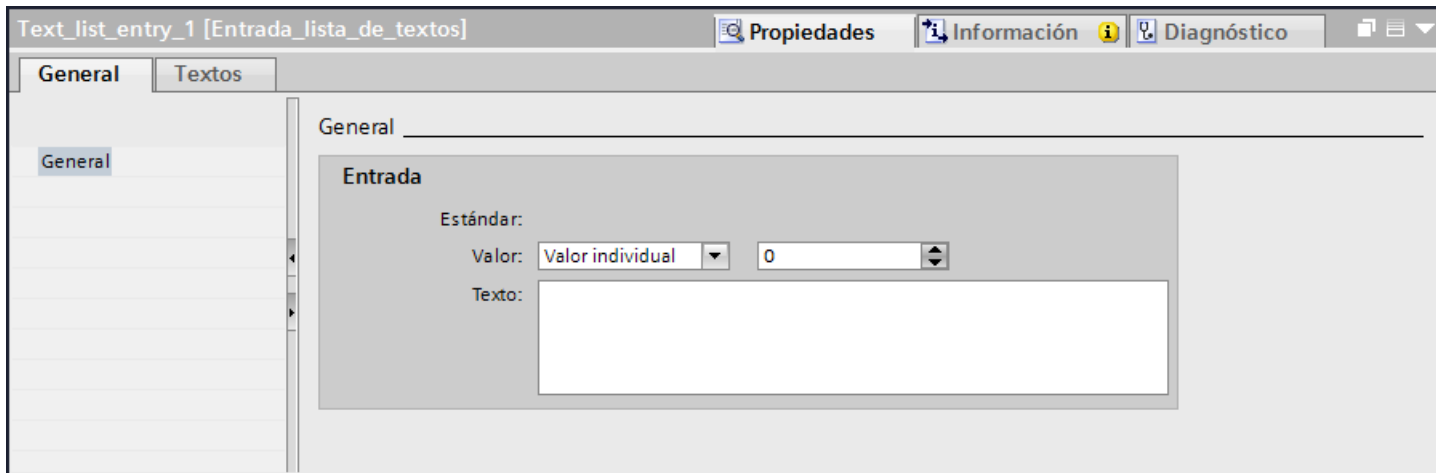 Text_list_entry_1 [Entrada_lista_de_textos]
Propiedades
Información
Diagnóstico
General
Textos
General
General
Entrada
Estándar:
Valor: Valor individual 0
Texto: